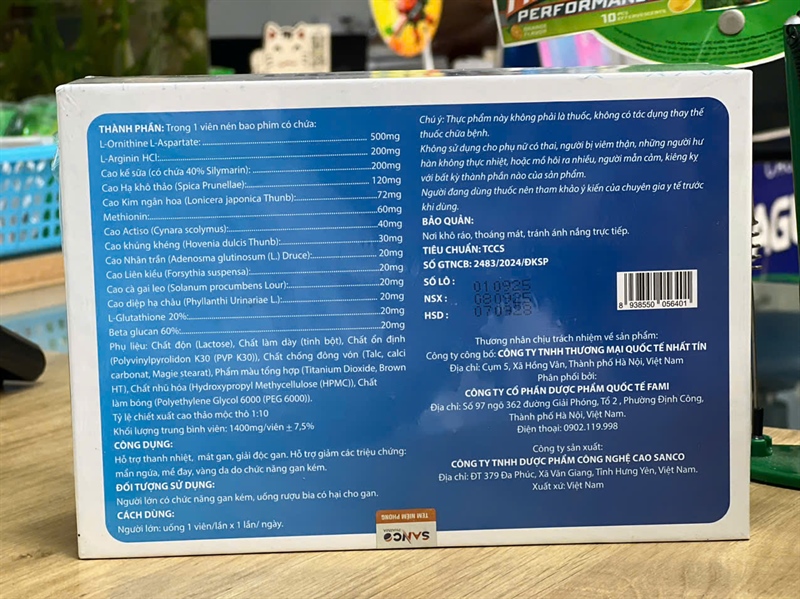 PERFORMAN
ORANGE FLAVOR
10 PCS EFFERVESCENTS
THÀNH PHẦN: Trong 1 viên nén bao phim có chứa:
L-Ornithine L-Aspartate: 500mg
L-Arginin HCl: 200mg
Cao kế sữa (có chứa 40% Silymarin): 200mg
Cao Hạ khô thảo (Spica Prunellae): 120mg
Cao Kim ngân hoa (Lonicera japonica Thunb): 72mg
Methionin: 60mg
Cao Actiso (Cynara scolymus): 40mg
Cao khúng khéng (Hovenia dulcis Thunb): 30mg
Cao Nhân trần (Adenosma glutinosum (L.) Druce): 20mg
Cao Liên kiều (Forsythia suspensa): 20mg
Cao cà gai leo (Solanum procumbens Lour): 20mg
Cao diệp hạ châu (Phyllanthi Urinariae L.): 20mg
L-Glutathione 20%: 20mg
Beta glucan 60%: 20mg
Phụ liệu: Chất độn (Lactose), Chất làm dày (tinh bột), Chất ổn định
(Polyvinylpyrolidon K30 (PVP K30)), Chất chống đông vón (Talc, calci
carbonat, Magie stearat), Phẩm màu tổng hợp (Titanium Dioxide, Brown
HT), Chất nhũ hóa (Hydroxypropyl Methycellulose (HPMC)), Chất
làm bóng (Polyethylene Glycol 6000 (PEG 6000)).
Tỷ lệ chiết xuất cao thảo mộc thô 1:10
Khối lượng trung bình viên: 1400mg/viên ± 7,5%
CÔNG DỤNG:
Hỗ trợ thanh nhiệt, mát gan, giải độc gan. Hỗ trợ giảm các triệu chứng:
mẩn ngứa, mề đay, vàng da do chức năng gan kém.
ĐỐI TƯỢNG SỬ DỤNG:
Người lớn có chức năng gan kém, uống rượu bia có hại cho gan.
CÁCH DÙNG:
Người lớn: uống 1 viên/lần x 1 lần/ ngày.
Chú ý: Thực phẩm này không phải là thuốc, không có tác dụng thay thế
thuốc chữa bệnh.
Không sử dụng cho phụ nữ có thai, người bị viêm thận, những người hư
hàn không thực nhiệt, hoặc mồ hôi ra nhiều, người mẫn cảm, kiêng kỵ
với bất kỳ thành phần nào của sản phẩm.
Người đang dùng thuốc nên tham khảo ý kiến của chuyên gia y tế trước
khi dùng.
BẢO QUẢN:
Nơi khô ráo, thoáng mát, tránh ánh nắng trực tiếp.
TIÊU CHUẨN: TCCS
SỐ GTNCB: 2483/2024/ĐKSP
SỐ LÔ : 010925
NSX : 080925
HSD : 070928
8 938550 056401
Thương nhân chịu trách nhiệm về sản phẩm:
Công ty công bố: CÔNG TY TNHH THƯƠNG MẠI QUỐC TẾ NHẤT TÍN
Địa chỉ: Cụm 5, Xã Hồng Vân, Thành phố Hà Nội, Việt Nam
Phân phối bởi:
CÔNG TY CỔ PHẦN DƯỢC PHẨM QUỐC TẾ FAMI
Địa chỉ: Số 97 ngõ 362 đường Giải Phóng, Tổ 2 , Phường Định Công,
Thành phố Hà Nội, Việt Nam.
Điện thoại: 0902.119.998
Công ty sản xuất:
CÔNG TY TNHH DƯỢC PHẨM CÔNG NGHỆ CAO SANCO
Địa chỉ: ĐT 379 Đa Phúc, Xã Văn Giang, Tỉnh Hưng Yên, Việt Nam.
Xuất xứ: Việt Nam
TEM NIÊM PHONG
SANCO
PHARMA